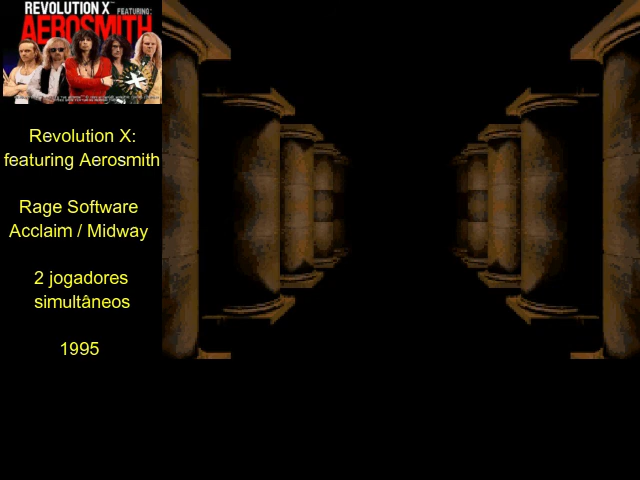 REVOLUTION X FEATURING:
AEROSMITH
Revolution X:
featuring Aerosmith
Rage Software
Acclaim / Midway
2 jogadores
simultâneos
1995